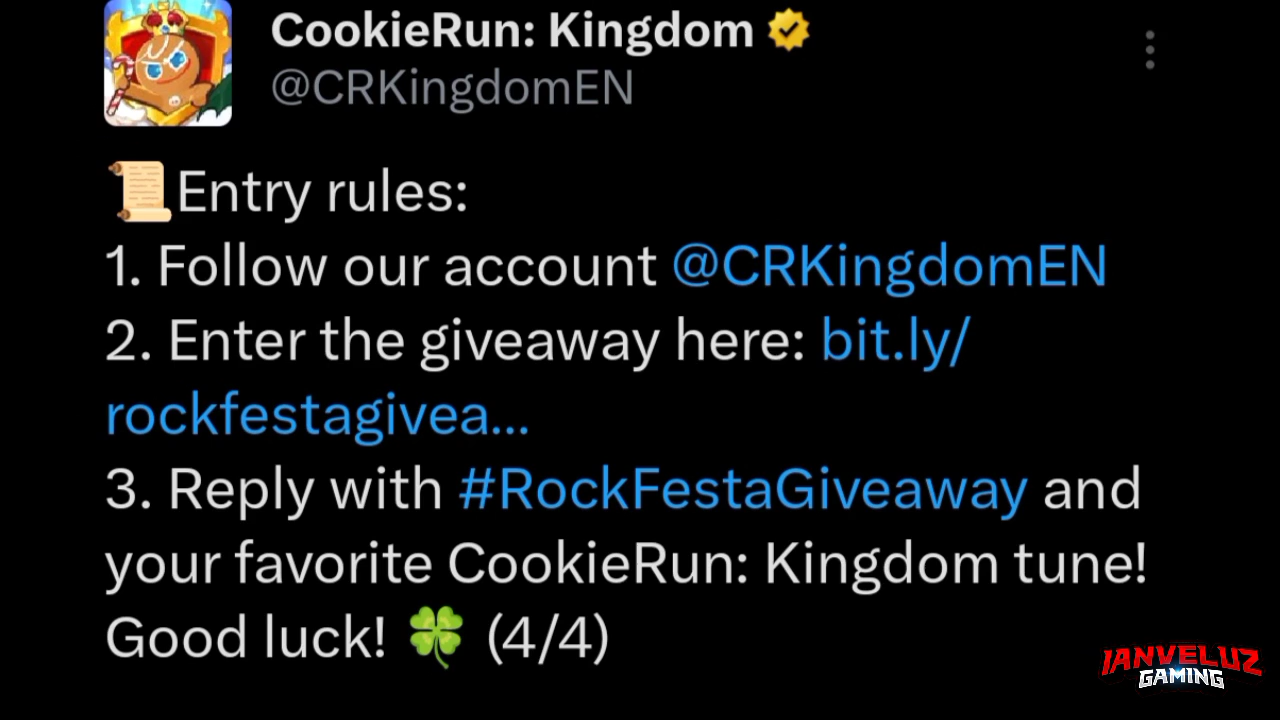 CookieRun: Kingdom
@CRKingdomEN
📜Entry rules:
1. Follow our account @CRKingdomEN
2. Enter the giveaway here: bit.ly/
rockfestagivea...
3. Reply with #RockFestaGiveaway and
your favorite CookieRun: Kingdom tune!
Good luck! 🍀 (4/4)
IANVELUZ
GAMING